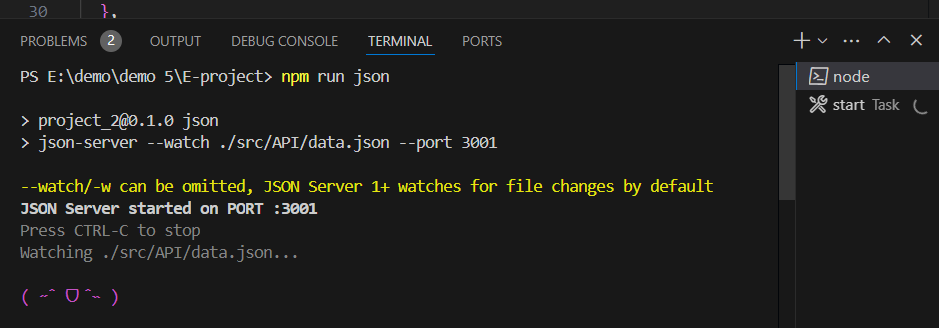 30 },
PROBLEMS 2 OUTPUT DEBUG CONSOLE TERMINAL PORTS
PS E:\demo\demo 5\E-project> npm run json
> project_2@0.1.0 json
> json-server --watch ./src/API/data.json --port 3001
--watch/-w can be omitted, JSON Server 1+ watches for file changes by default
JSON Server started on PORT :3001
Press CTRL-C to stop
Watching ./src/API/data.json...
( ˶ˆ ᗜ ˆ˵ )
node
start Task